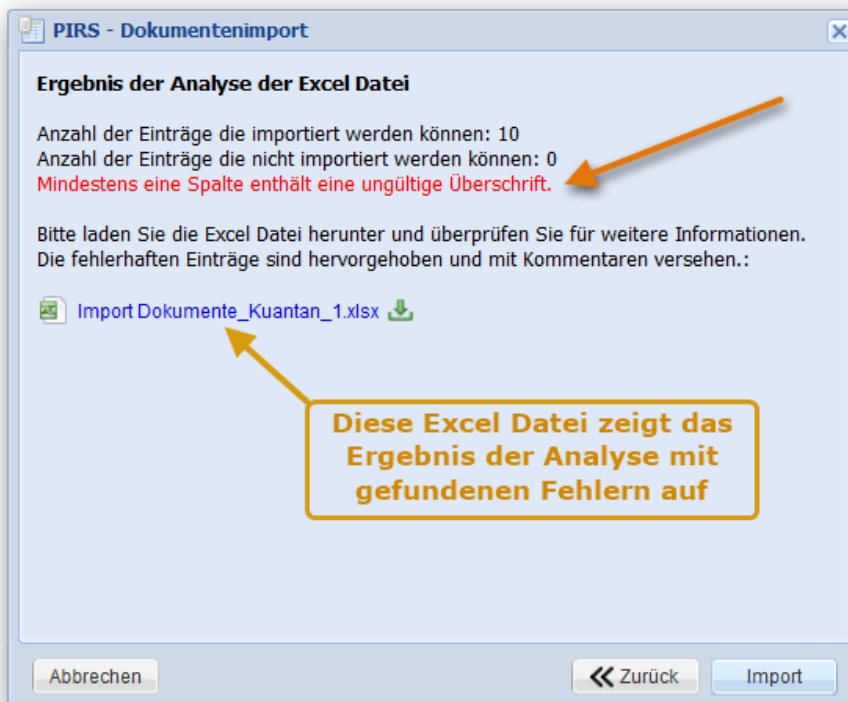 PIRS - Dokumentenimport
Ergebnis der Analyse der Excel Datei
Anzahl der Einträge die importiert werden können: 10
Anzahl der Einträge die nicht importiert werden können: 0
Mindestens eine Spalte enthält eine ungültige Überschrift.
Bitte laden Sie die Excel Datei herunter und überprüfen Sie für weitere Informationen.
Die fehlerhaften Einträge sind hervorgehoben und mit Kommentaren versehen.:
Import Dokumente_Kuantan_1.xlsx
Diese Excel Datei zeigt das
Ergebnis der Analyse mit
gefundenen Fehlern auf
Abbrechen
Zurück
Import